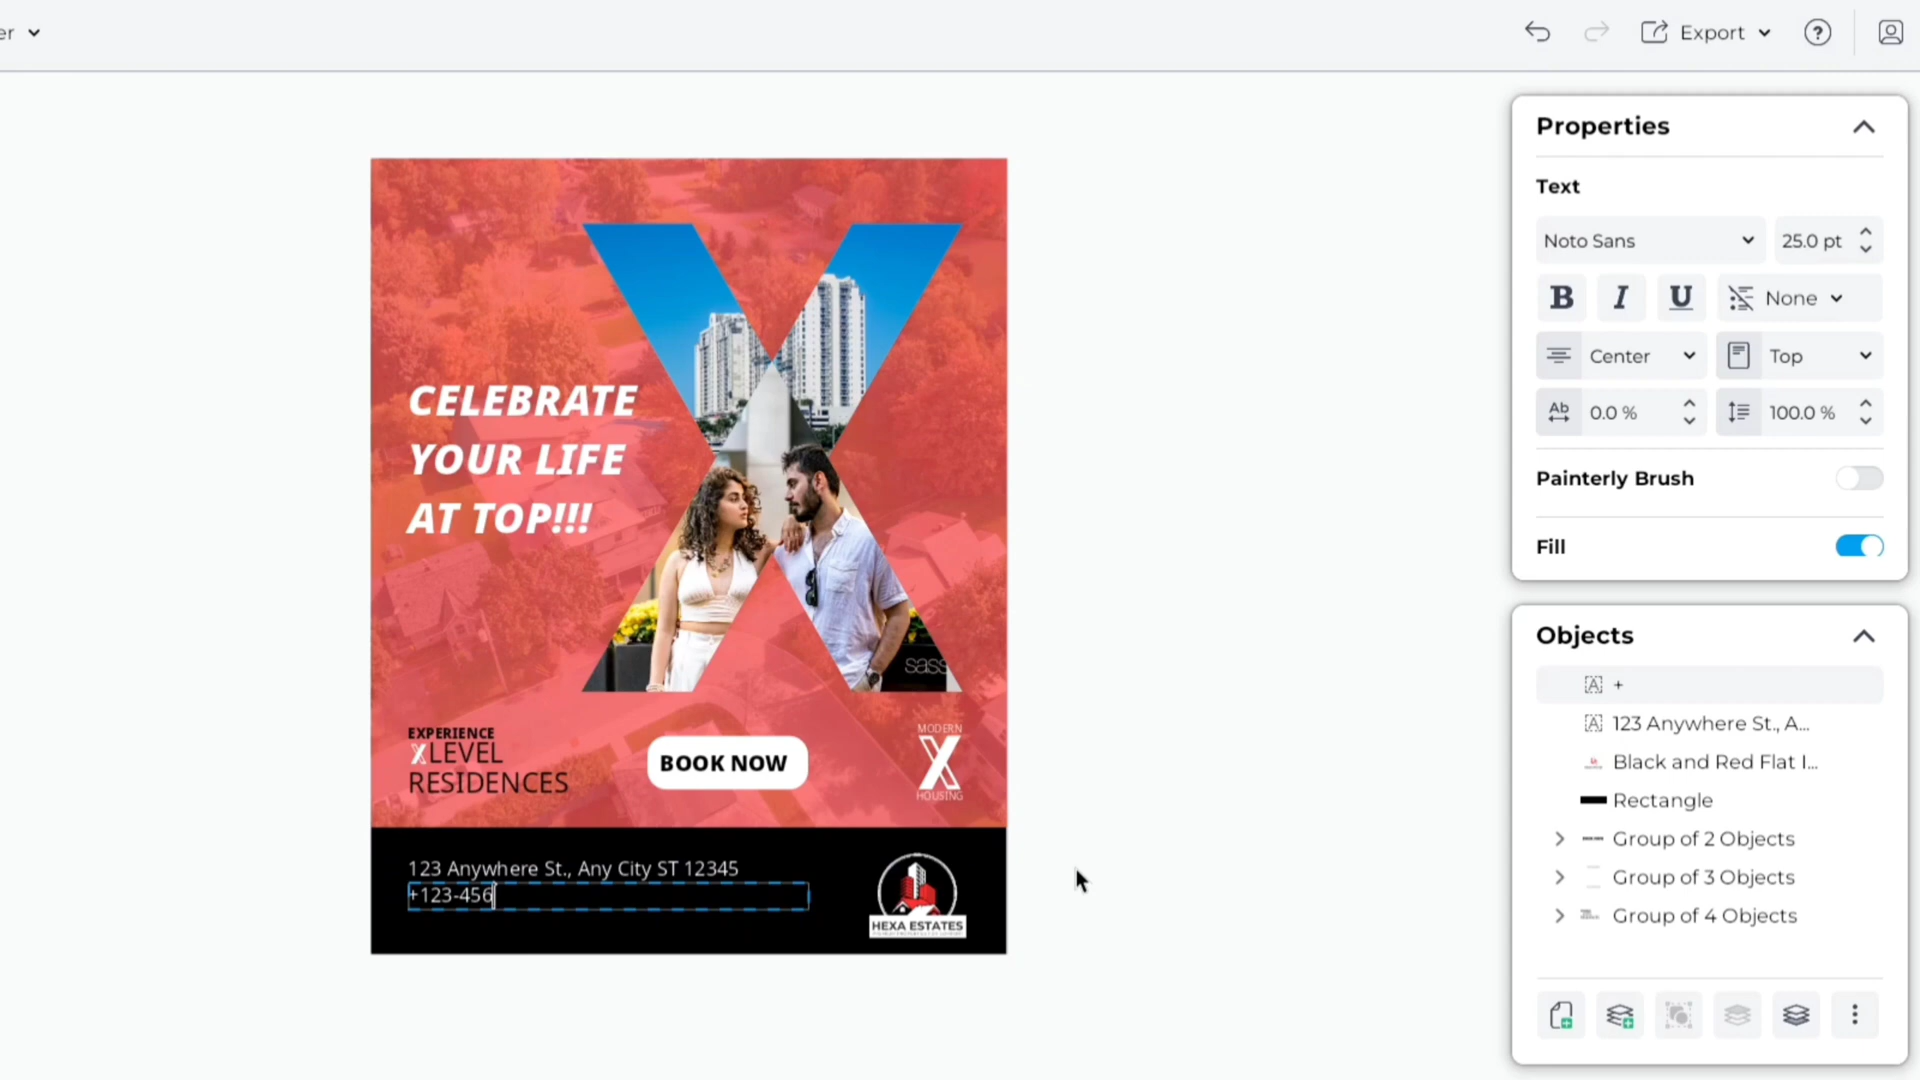 er
Export
?
CELEBRATE
YOUR LIFE
AT TOP!!!
sass
EXPERIENCE
XLEVEL
RESIDENCES
BOOK NOW
MODERN
X
HOUSING
123 Anywhere St., Any City ST 12345
+123-456
HEXA ESTATES
Properties
Text
Noto Sans
25.0 pt
B I U None
Center
Top
Ab 0.0 %
100.0 %
Painterly Brush
Fill
Objects
A +
A 123 Anywhere St., A...
Black and Red Flat I...
Rectangle
Group of 2 Objects
Group of 3 Objects
Group of 4 Objects